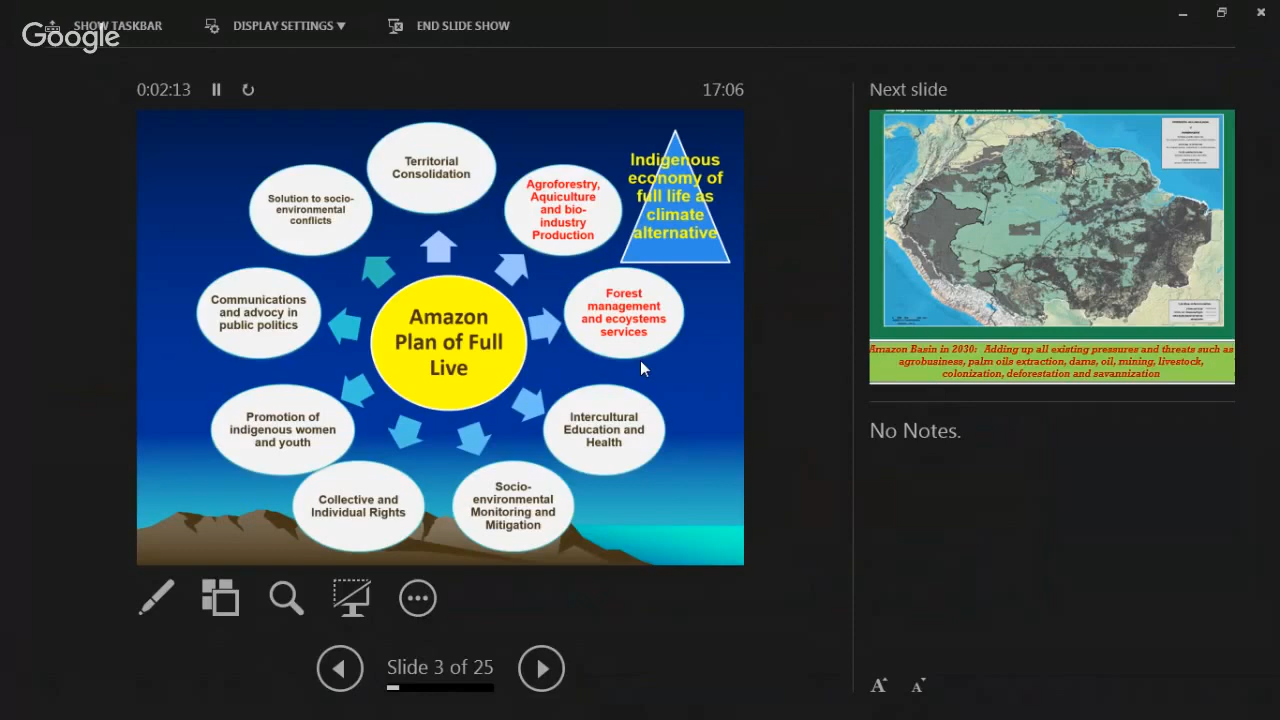 SHOW TASKBAR
DISPLAY SETTINGS ▼
END SLIDE SHOW
Google
0:02:13
17:06
Next slide
Territorial
Consolidation
Agroforestry,
Aquiculture
and bio-
industry
Production
Indigenous
economy of
full life as
climate
alternative
Solution to socio-
environmental
conflicts
Communications
and advocy in
public politics
Forest
management
and ecoystems
services
Amazon
Plan of Full
Live
Promotion of
indigenous women
and youth
Intercultural
Education and
Health
Collective and
Individual Rights
Socio-
environmental
Monitoring and
Mitigation
Amazon Basin in 2030: Adding up all existing pressures and threats such as
agrobusiness, palm oils extraction, dams, oil, mining, livestock,
colonization, deforestation and savannization
No Notes.
Slide 3 of 25
A A